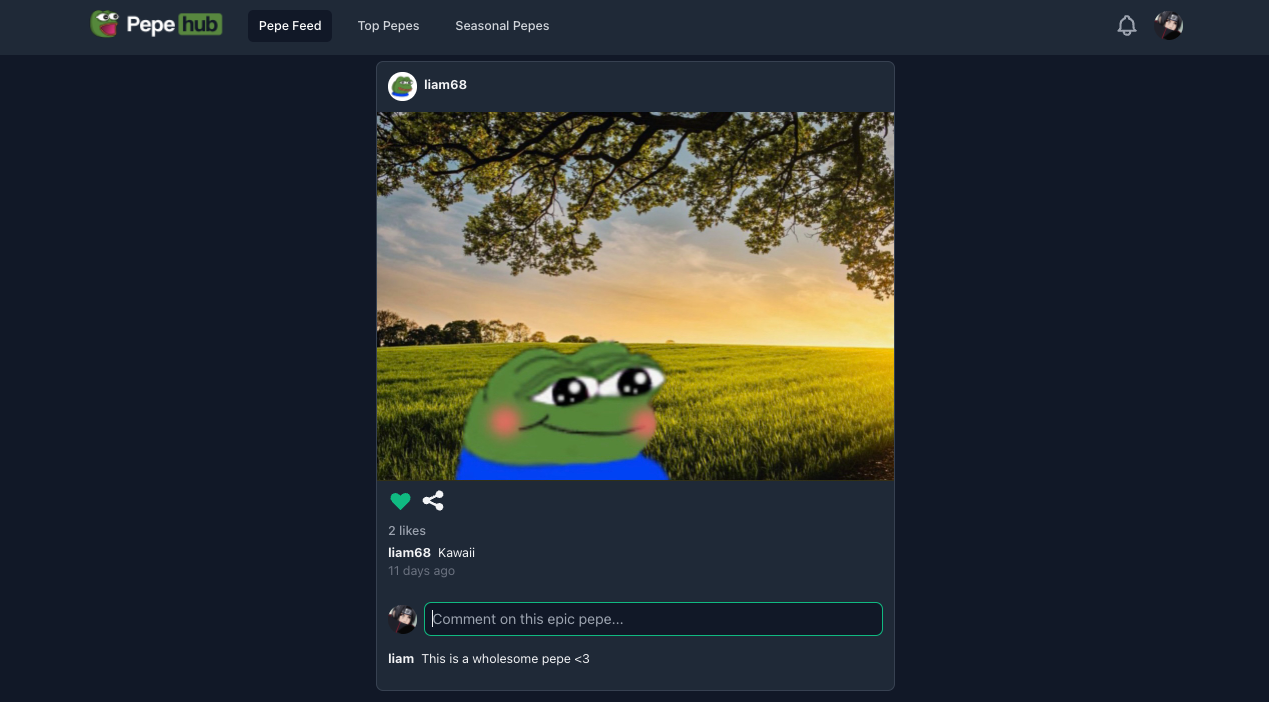 Pepe hub
Pepe Feed
Top Pepes
Seasonal Pepes
liam68
2 likes
liam68 Kawaii
11 days ago
Comment on this epic pepe...
liam This is a wholesome pepe <3